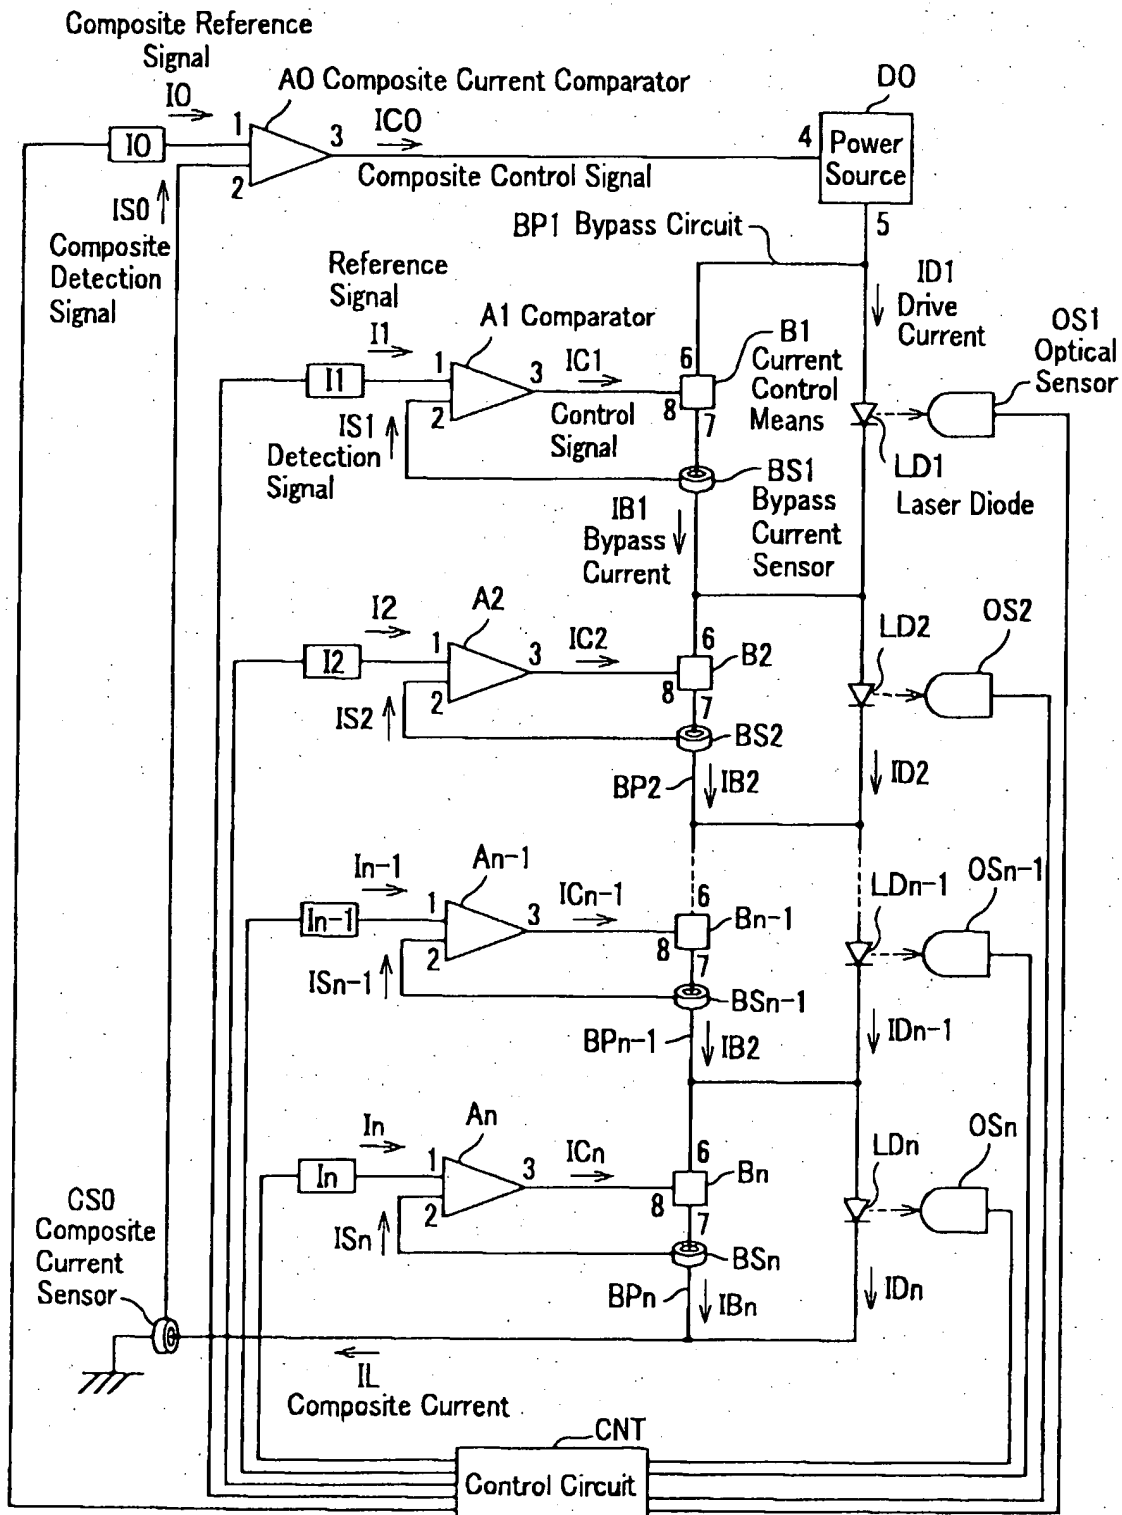 Composite Reference
Signal
I0
A0 Composite Current Comparator
D0
I0
1
2
3
IC0
4
Power
Source
Composite Control Signal
IS0
Composite
Detection
Signal
5
BP1 Bypass Circuit
ID1
Drive
Current
Reference
Signal
I1
A1 Comparator
OS1
Optical
Sensor
I1
1
2
3
IC1
Control
Signal
6
8
7
B1
Current
Control
Means
IS1
Detection
Signal
LD1
Laser Diode
BS1
Bypass
Current
Sensor
IB1
Bypass
Current
I2
A2
I2
1
2
3
IC2
6
8
7
B2
LD2
OS2
IS2
BS2
BP2
IB2
ID2
In-1
An-1
In-1
1
2
3
ICn-1
6
8
7
Bn-1
LDn-1
OSn-1
ISn-1
BSn-1
BPn-1
IB2
IDn-1
In
An
In
1
2
3
ICn
6
8
7
Bn
LDn
OSn
CS0
Composite
Current
Sensor
ISn
BSn
BPn
IBn
IDn
IL
Composite Current
CNT
Control Circuit